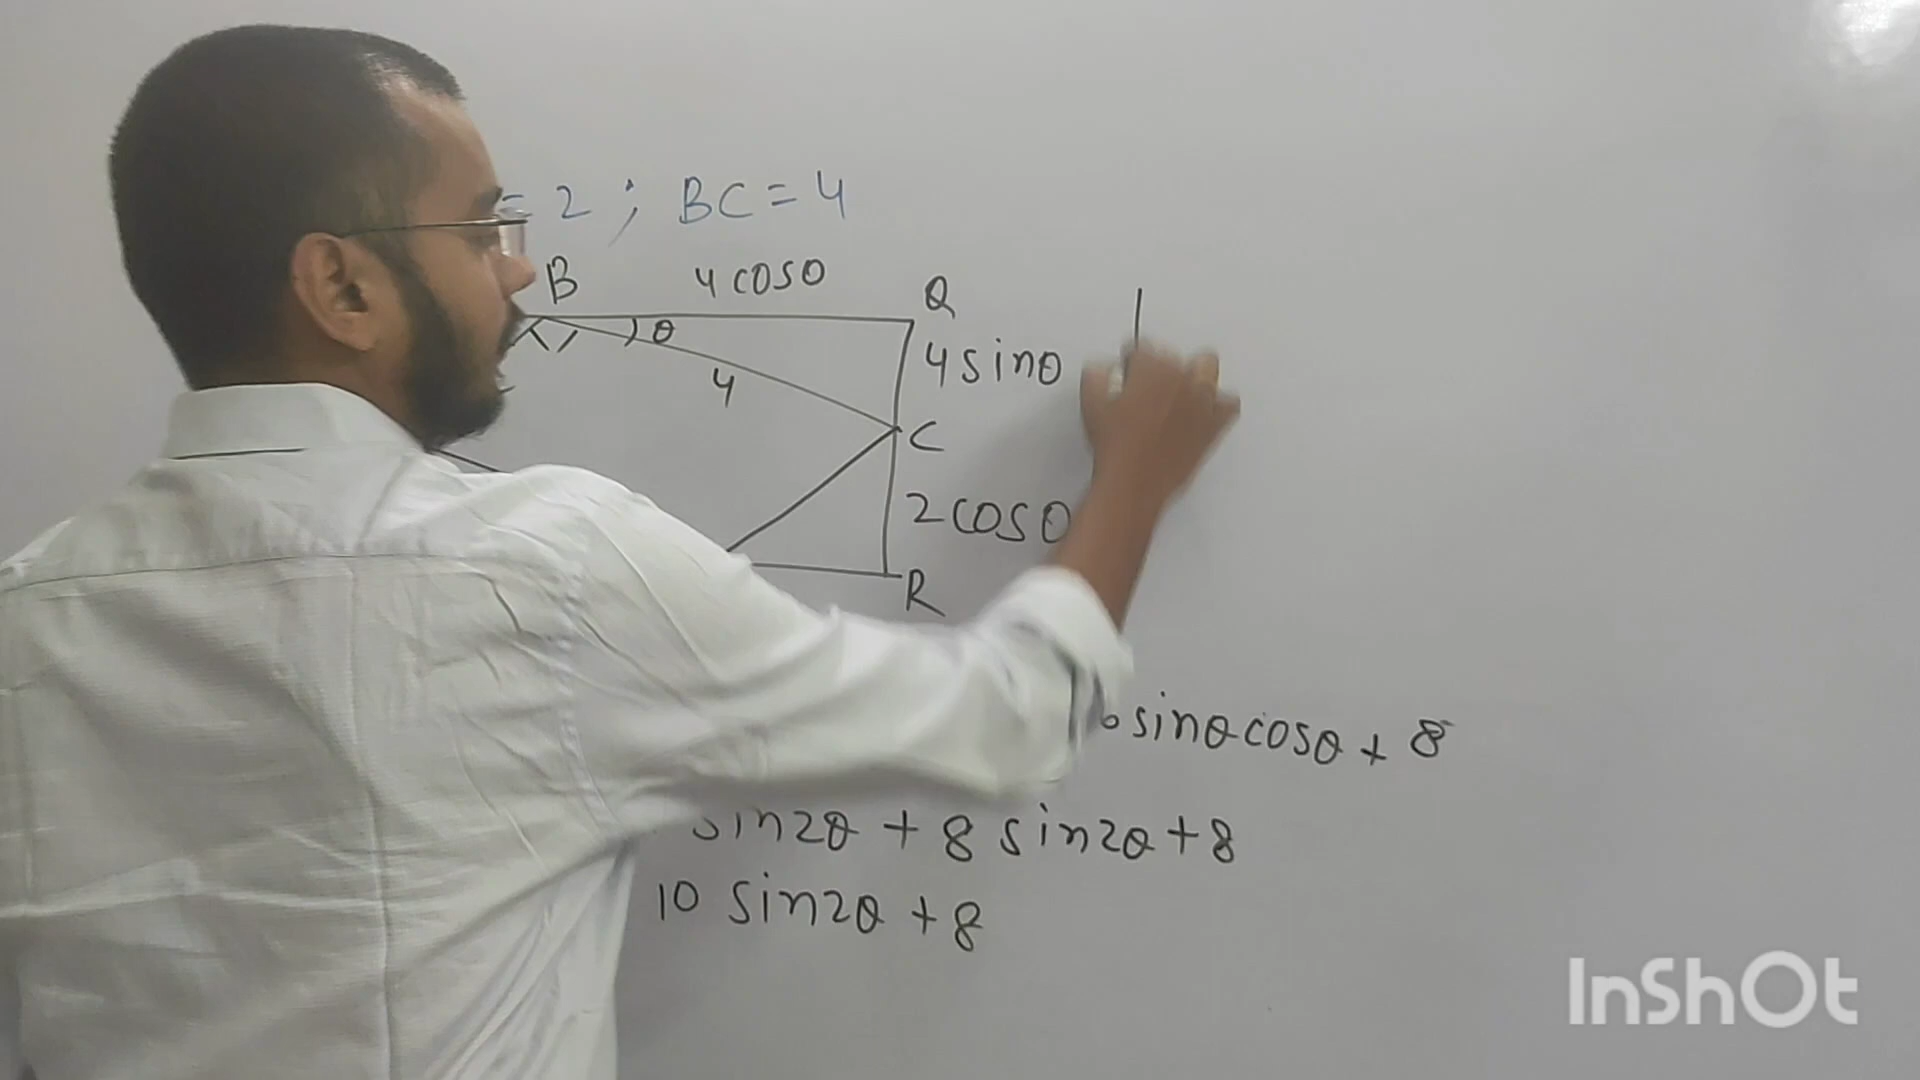 = 2 ; BC = 4
B 4 cosθ Q
θ
4 sinθ
4
C
2 cosθ
R
sinθ cosθ + 8
sin2θ + 8 sin2θ + 8
10 sin2θ + 8
InShOt